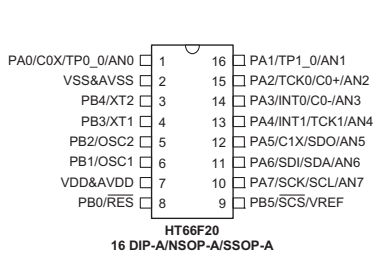 PA0/C0X/TP0_0/AN0 1 16 PA1/TP1_0/AN1
VSS&AVSS 2 15 PA2/TCK0/C0+/AN2
PB4/XT2 3 14 PA3/INT0/C0-/AN3
PB3/XT1 4 13 PA4/INT1/TCK1/AN4
PB2/OSC2 5 12 PA5/C1X/SDO/AN5
PB1/OSC1 6 11 PA6/SDI/SDA/AN6
VDD&AVDD 7 10 PA7/SCK/SCL/AN7
PB0/RES 8 9 PB5/SCS/VREF
HT66F20
16 DIP-A/NSOP-A/SSOP-A